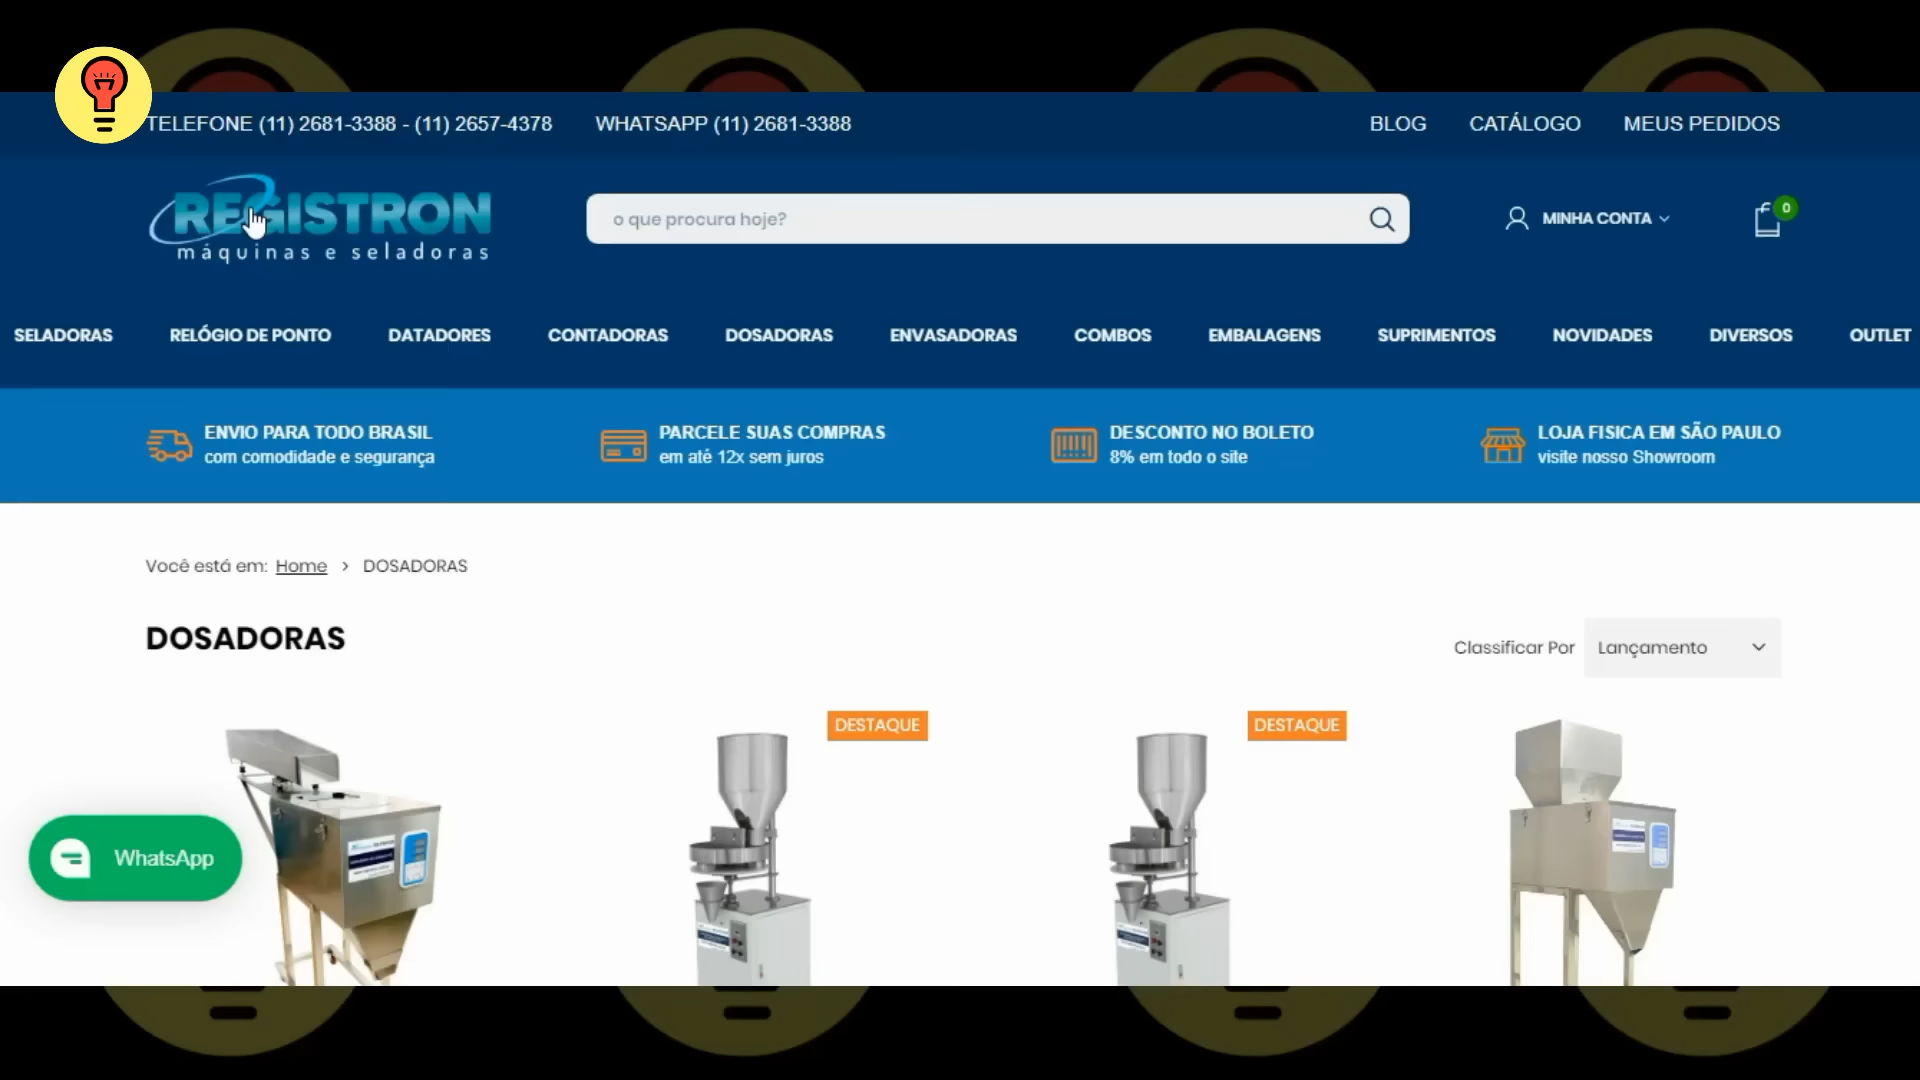 TELEFONE (11) 2681-3388 - (11) 2657-4378
WHATSAPP (11) 2681-3388
BLOG
CATÁLOGO
MEUS PEDIDOS
REGISTRON
máquinas e seladoras
o que procura hoje?
MINHA CONTA
0
SELADORAS
RELÓGIO DE PONTO
DATADORES
CONTADORAS
DOSADORAS
ENVASADORAS
COMBOS
EMBALAGENS
SUPRIMENTOS
NOVIDADES
DIVERSOS
OUTLET
ENVIO PARA TODO BRASIL
com comodidade e segurança
PARCELE SUAS COMPRAS
em até 12x sem juros
DESCONTO NO BOLETO
8% em todo o site
LOJA FISICA EM SÃO PAULO
visite nosso Showroom
Você está em: Home > DOSADORAS
DOSADORAS
Classificar Por
Lançamento
DESTAQUE
DESTAQUE
WhatsApp